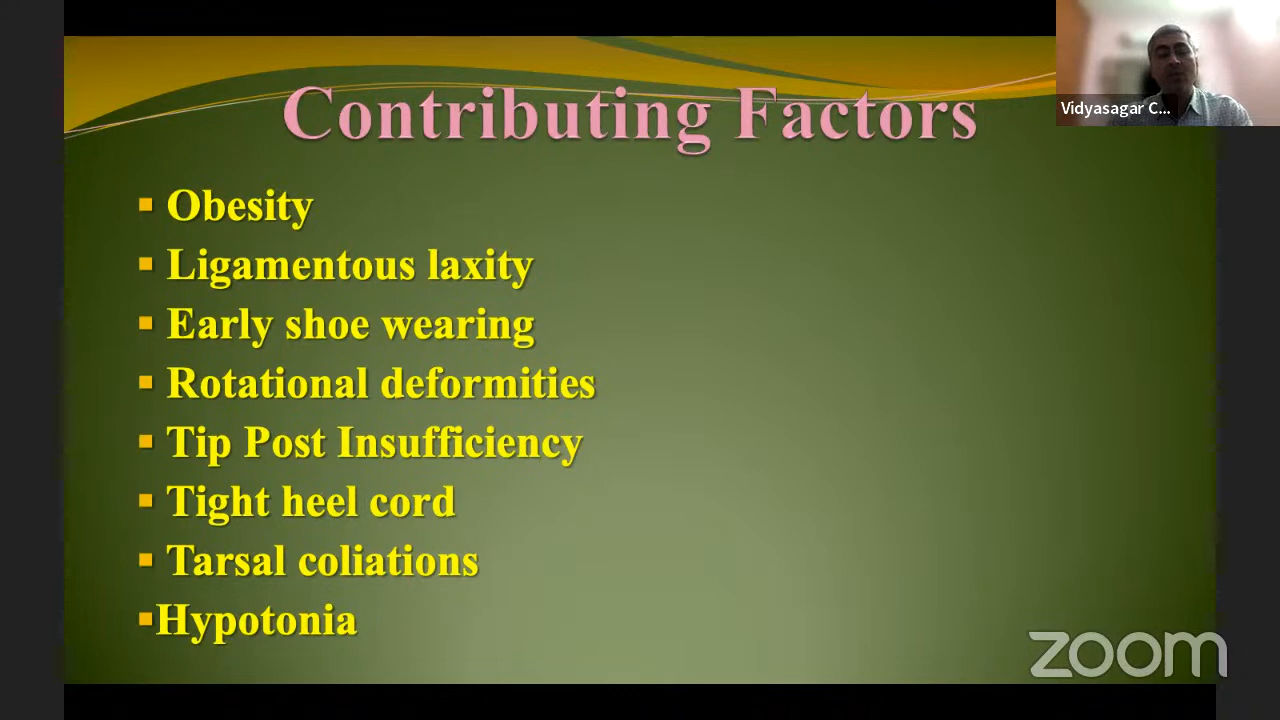 Contributing Factors
Vidyasagar C...
▪ Obesity
▪ Ligamentous laxity
▪ Early shoe wearing
▪ Rotational deformities
▪ Tip Post Insufficiency
▪ Tight heel cord
▪ Tarsal coliations
▪Hypotonia
zoom